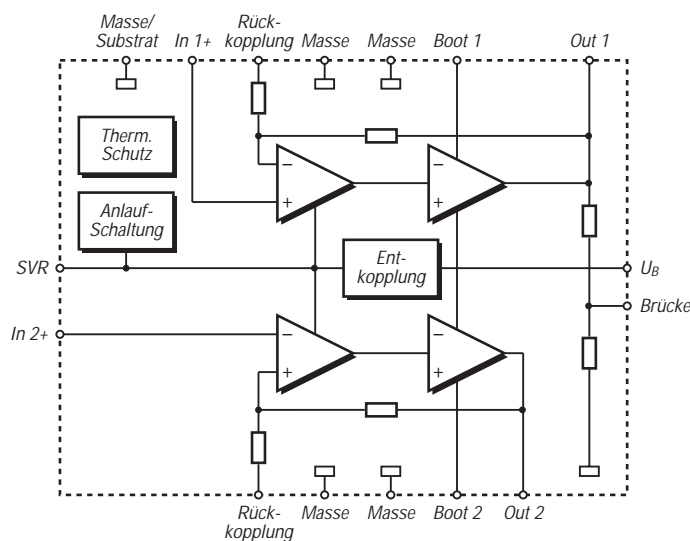 Masse/
Substrat
In 1+
Rück-
kopplung
Masse
Masse
Boot 1
Out 1
Therm.
Schutz
−
+
−
+
Anlauf-
Schaltung
SVR
Ent-
kopplung
UB
Brücke
In 2+
−
+
−
+
Rück-
kopplung
Masse
Masse
Boot 2
Out 2